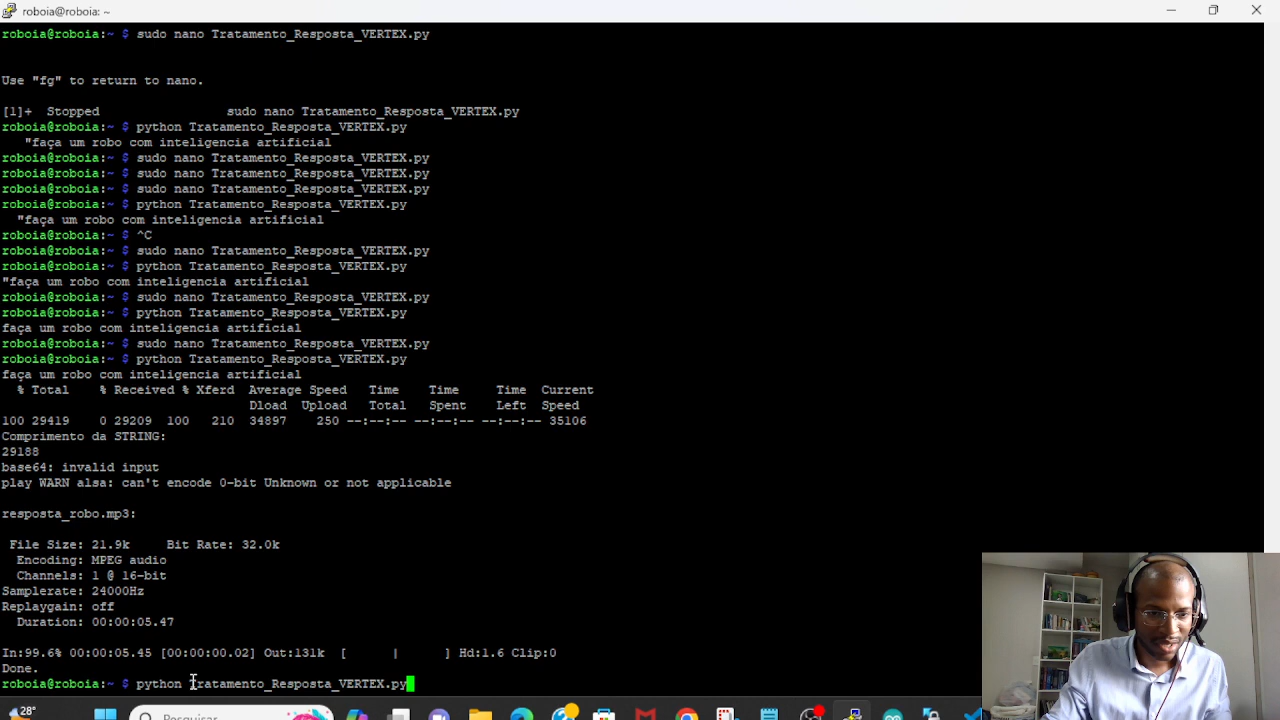 roboia@roboia: ~
roboia@roboia:~ $ sudo nano Tratamento_Resposta_VERTEX.py
Use "fg" to return to nano.
[1]+  Stopped                 sudo nano Tratamento_Resposta_VERTEX.py
roboia@roboia:~ $ python Tratamento_Resposta_VERTEX.py
   "faça um robo com inteligencia artificial
roboia@roboia:~ $ sudo nano Tratamento_Resposta_VERTEX.py
roboia@roboia:~ $ sudo nano Tratamento_Resposta_VERTEX.py
roboia@roboia:~ $ sudo nano Tratamento_Resposta_VERTEX.py
roboia@roboia:~ $ python Tratamento_Resposta_VERTEX.py
  "faça um robo com inteligencia artificial
roboia@roboia:~ $ ^C
roboia@roboia:~ $ sudo nano Tratamento_Resposta_VERTEX.py
roboia@roboia:~ $ python Tratamento_Resposta_VERTEX.py
"faça um robo com inteligencia artificial
roboia@roboia:~ $ sudo nano Tratamento_Resposta_VERTEX.py
roboia@roboia:~ $ python Tratamento_Resposta_VERTEX.py
faça um robo com inteligencia artificial
roboia@roboia:~ $ sudo nano Tratamento_Resposta_VERTEX.py
roboia@roboia:~ $ python Tratamento_Resposta_VERTEX.py
faça um robo com inteligencia artificial
  % Total    % Received % Xferd  Average Speed   Time    Time     Time  Current
                                 Dload  Upload   Total   Spent    Left  Speed
100 29419    0 29209  100   210  34897    250 --:--:-- --:--:-- --:--:-- 35106
Comprimento da STRING:
29188
base64: invalid input
play WARN alsa: can't encode 0-bit Unknown or not applicable
resposta_robo.mp3:
 File Size: 21.9k     Bit Rate: 32.0k
  Encoding: MPEG audio
  Channels: 1 @ 16-bit
Samplerate: 24000Hz
Replaygain: off
  Duration: 00:00:05.47
In:99.6% 00:00:05.45 [00:00:00.02] Out:131k  [      |      ] Hd:1.6 Clip:0
Done.
roboia@roboia:~ $ python Tratamento_Resposta_VERTEX.py
28°
Pesquisar